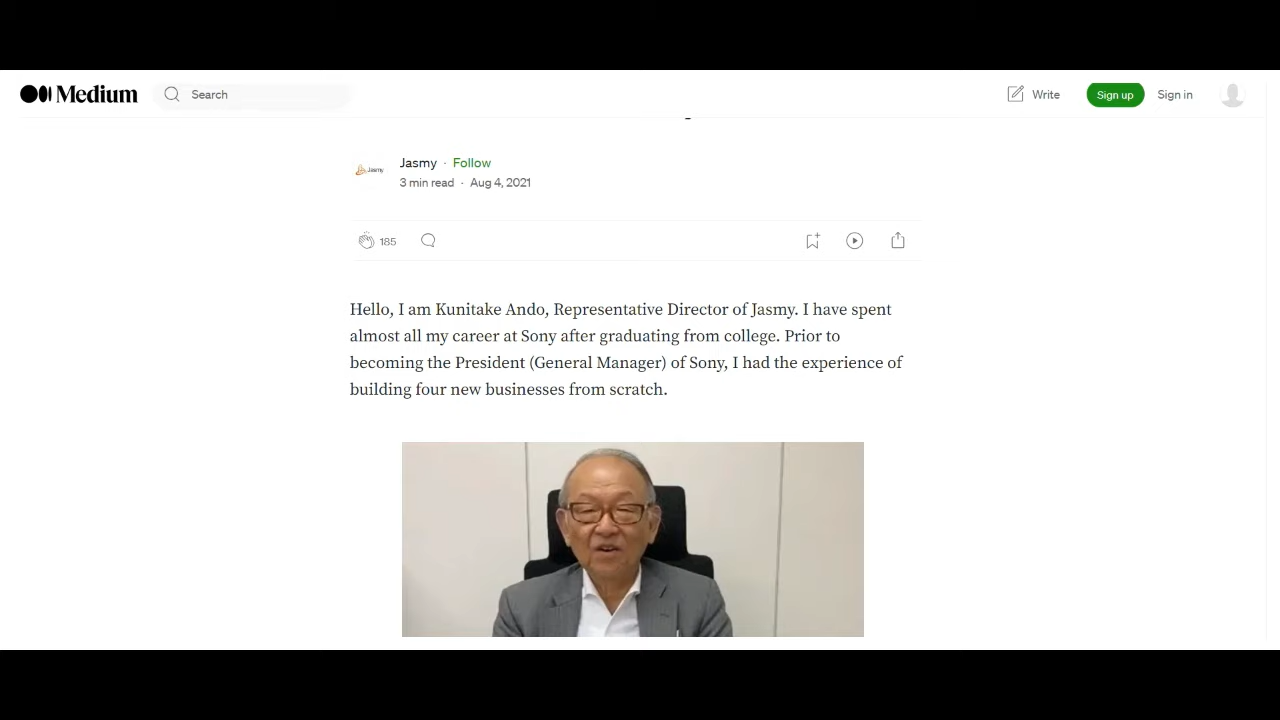 Medium
Search
Write
Sign up
Sign in
Jasmy · Follow
Jasmy
3 min read · Aug 4, 2021
185
Hello, I am Kunitake Ando, Representative Director of Jasmy. I have spent
almost all my career at Sony after graduating from college. Prior to
becoming the President (General Manager) of Sony, I had the experience of
building four new businesses from scratch.